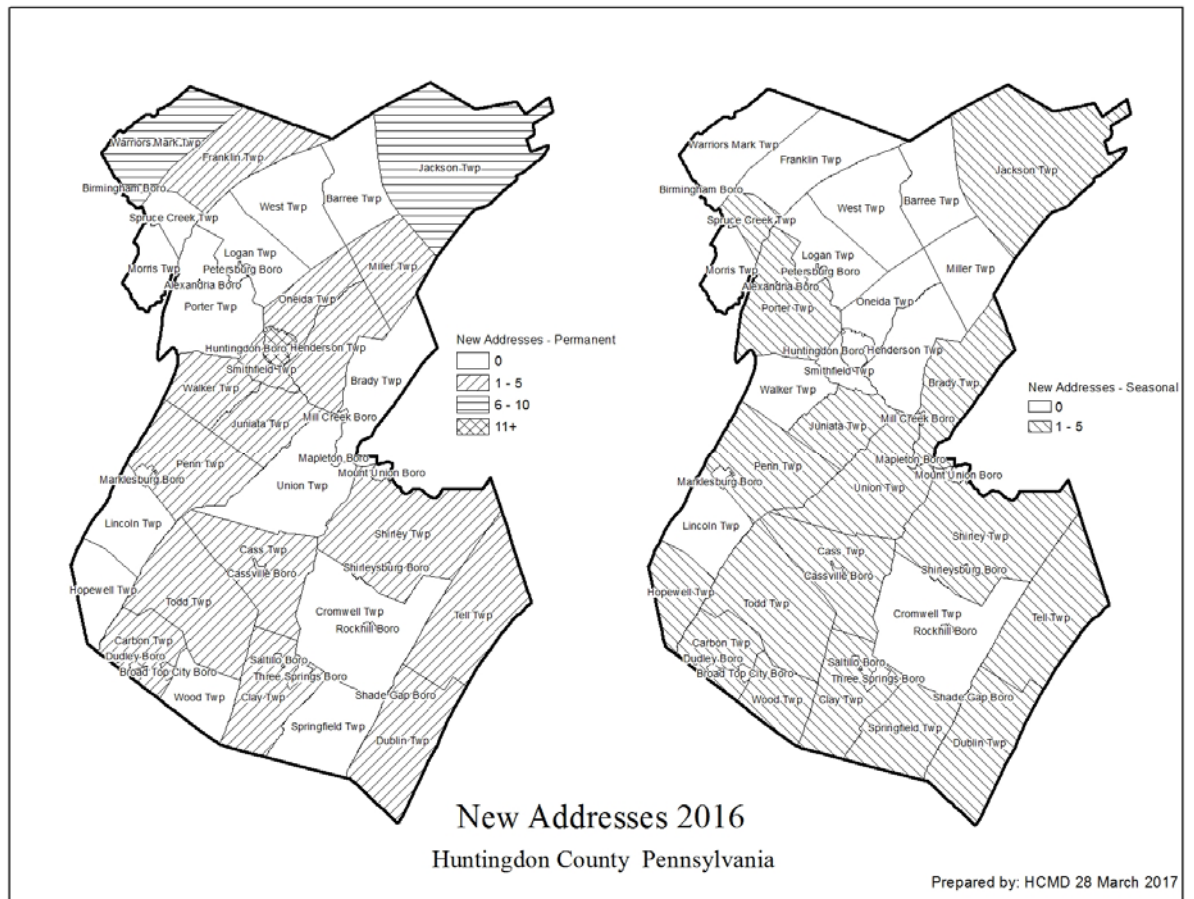 Warriors Mark Twp
Franklin Twp
Jackson Twp
Birmingham Boro
Spruce Creek Twp
West Twp
Barree Twp
Logan Twp
Petersburg Boro
Morris Twp
Alexandria Boro
Miller Twp
Porter Twp
Oneida Twp
Huntingdon Boro
Henderson Twp
Smithfield Twp
Walker Twp
Brady Twp
Juniata Twp
Mill Creek Boro
Penn Twp
Mapleton Boro
Mount Union Boro
Marklesburg Boro
Union Twp
Lincoln Twp
Shirley Twp
Cass Twp
Cassville Boro
Shirleysburg Boro
Hopewell Twp
Todd Twp
Cromwell Twp
Rockhill Boro
Tell Twp
Carbon Twp
Dudley Boro
Broad Top City Boro
Saltillo Boro
Three Springs Boro
Wood Twp
Clay Twp
Shade Gap Boro
Springfield Twp
Dublin Twp
New Addresses - Permanent
0
1 - 5
6 - 10
11+
Warriors Mark Twp
Franklin Twp
Jackson Twp
Birmingham Boro
Spruce Creek Twp
West Twp
Barree Twp
Logan Twp
Petersburg Boro
Morris Twp
Alexandria Boro
Miller Twp
Porter Twp
Oneida Twp
Huntingdon Boro
Henderson Twp
Smithfield Twp
Walker Twp
Brady Twp
Juniata Twp
Mill Creek Boro
Penn Twp
Mapleton Boro
Mount Union Boro
Marklesburg Boro
Union Twp
Lincoln Twp
Shirley Twp
Cass Twp
Cassville Boro
Shirleysburg Boro
Hopewell Twp
Todd Twp
Cromwell Twp
Rockhill Boro
Tell Twp
Carbon Twp
Dudley Boro
Broad Top City Boro
Saltillo Boro
Three Springs Boro
Wood Twp
Clay Twp
Shade Gap Boro
Springfield Twp
Dublin Twp
New Addresses - Seasonal
0
1 - 5
New Addresses 2016
Huntingdon County Pennsylvania
Prepared by: HCMD 28 March 2017